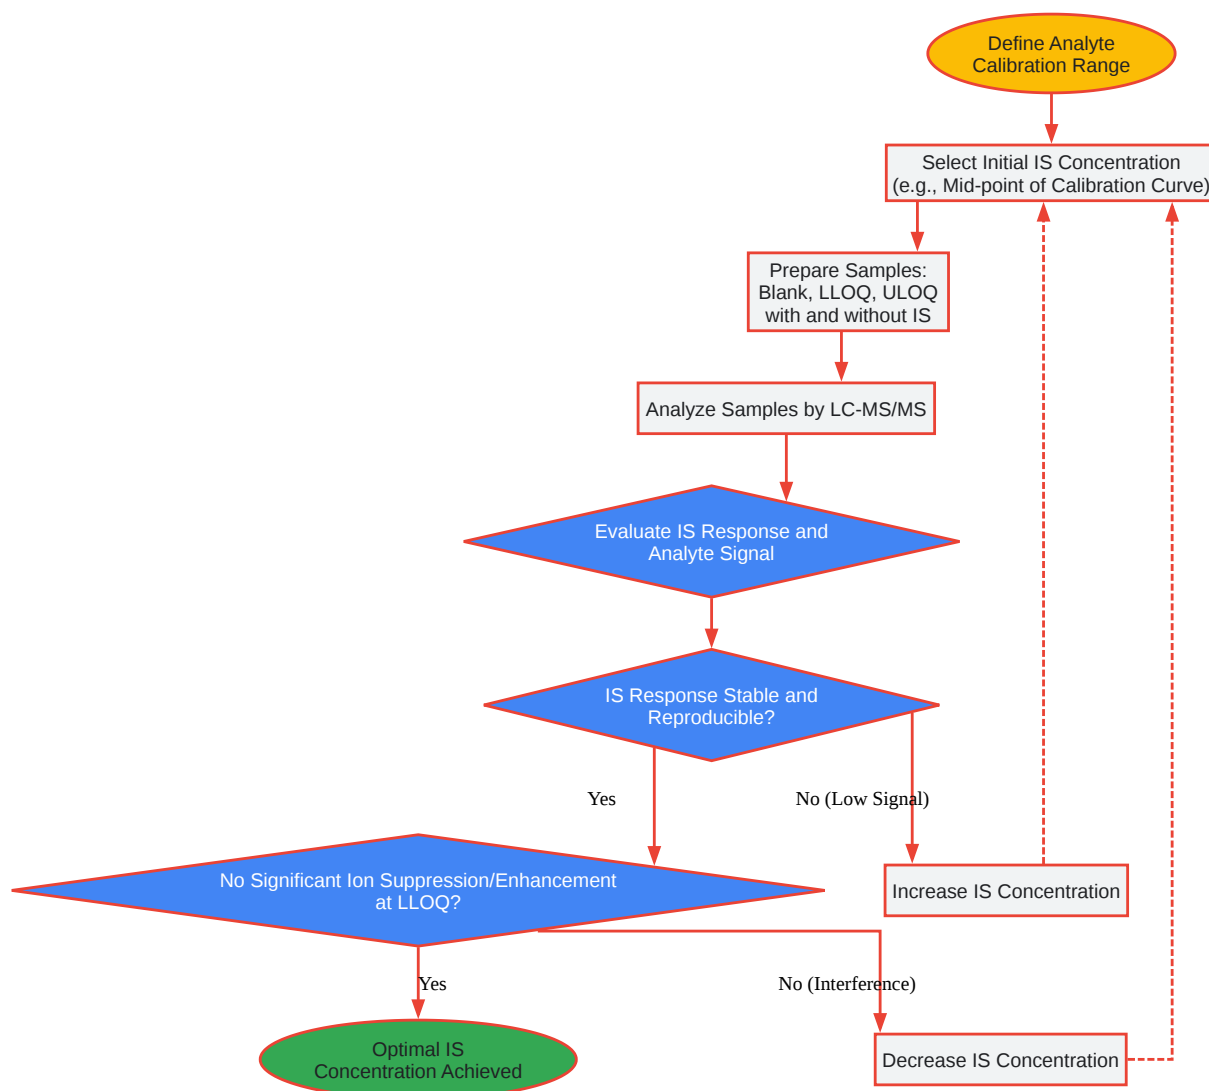 Define Analyte
Calibration Range
Select Initial IS Concentration
(e.g., Mid-point of Calibration Curve)
Prepare Samples:
Blank, LLOQ, ULOQ
with and without IS
Analyze Samples by LC-MS/MS
Evaluate IS Response and
Analyte Signal
IS Response Stable and
Reproducible?
Yes
No (Low Signal)
No Significant Ion Suppression/Enhancement
at LLOQ?
Increase IS Concentration
Yes
No (Interference)
Optimal IS
Concentration Achieved
Decrease IS Concentration